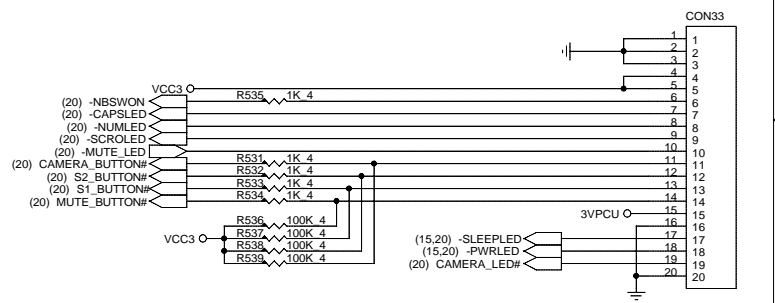 CON33
1 1
2 2
3 3
4 4
VCC3 5 5
(20) -NBSWON R535 1K_4 6 6
(20) -CAPSLED 7 7
(20) -NUMLED 8 8
(20) -SCROLED 9 9
(20) -MUTE_LED 10 10
(20) CAMERA_BUTTON# R531 1K_4 11 11
(20) S2_BUTTON# R532 1K_4 12 12
(20) S1_BUTTON# R533 1K_4 13 13
(20) MUTE_BUTTON# R534 1K_4 14 14
3VPCU 15 15
R536 100K_4 16 16
VCC3 R537 100K_4 (15,20) -SLEEPLED 17 17
R538 100K_4 (15,20) -PWRLED 18 18
R539 100K_4 (20) CAMERA_LED# 19 19
20 20